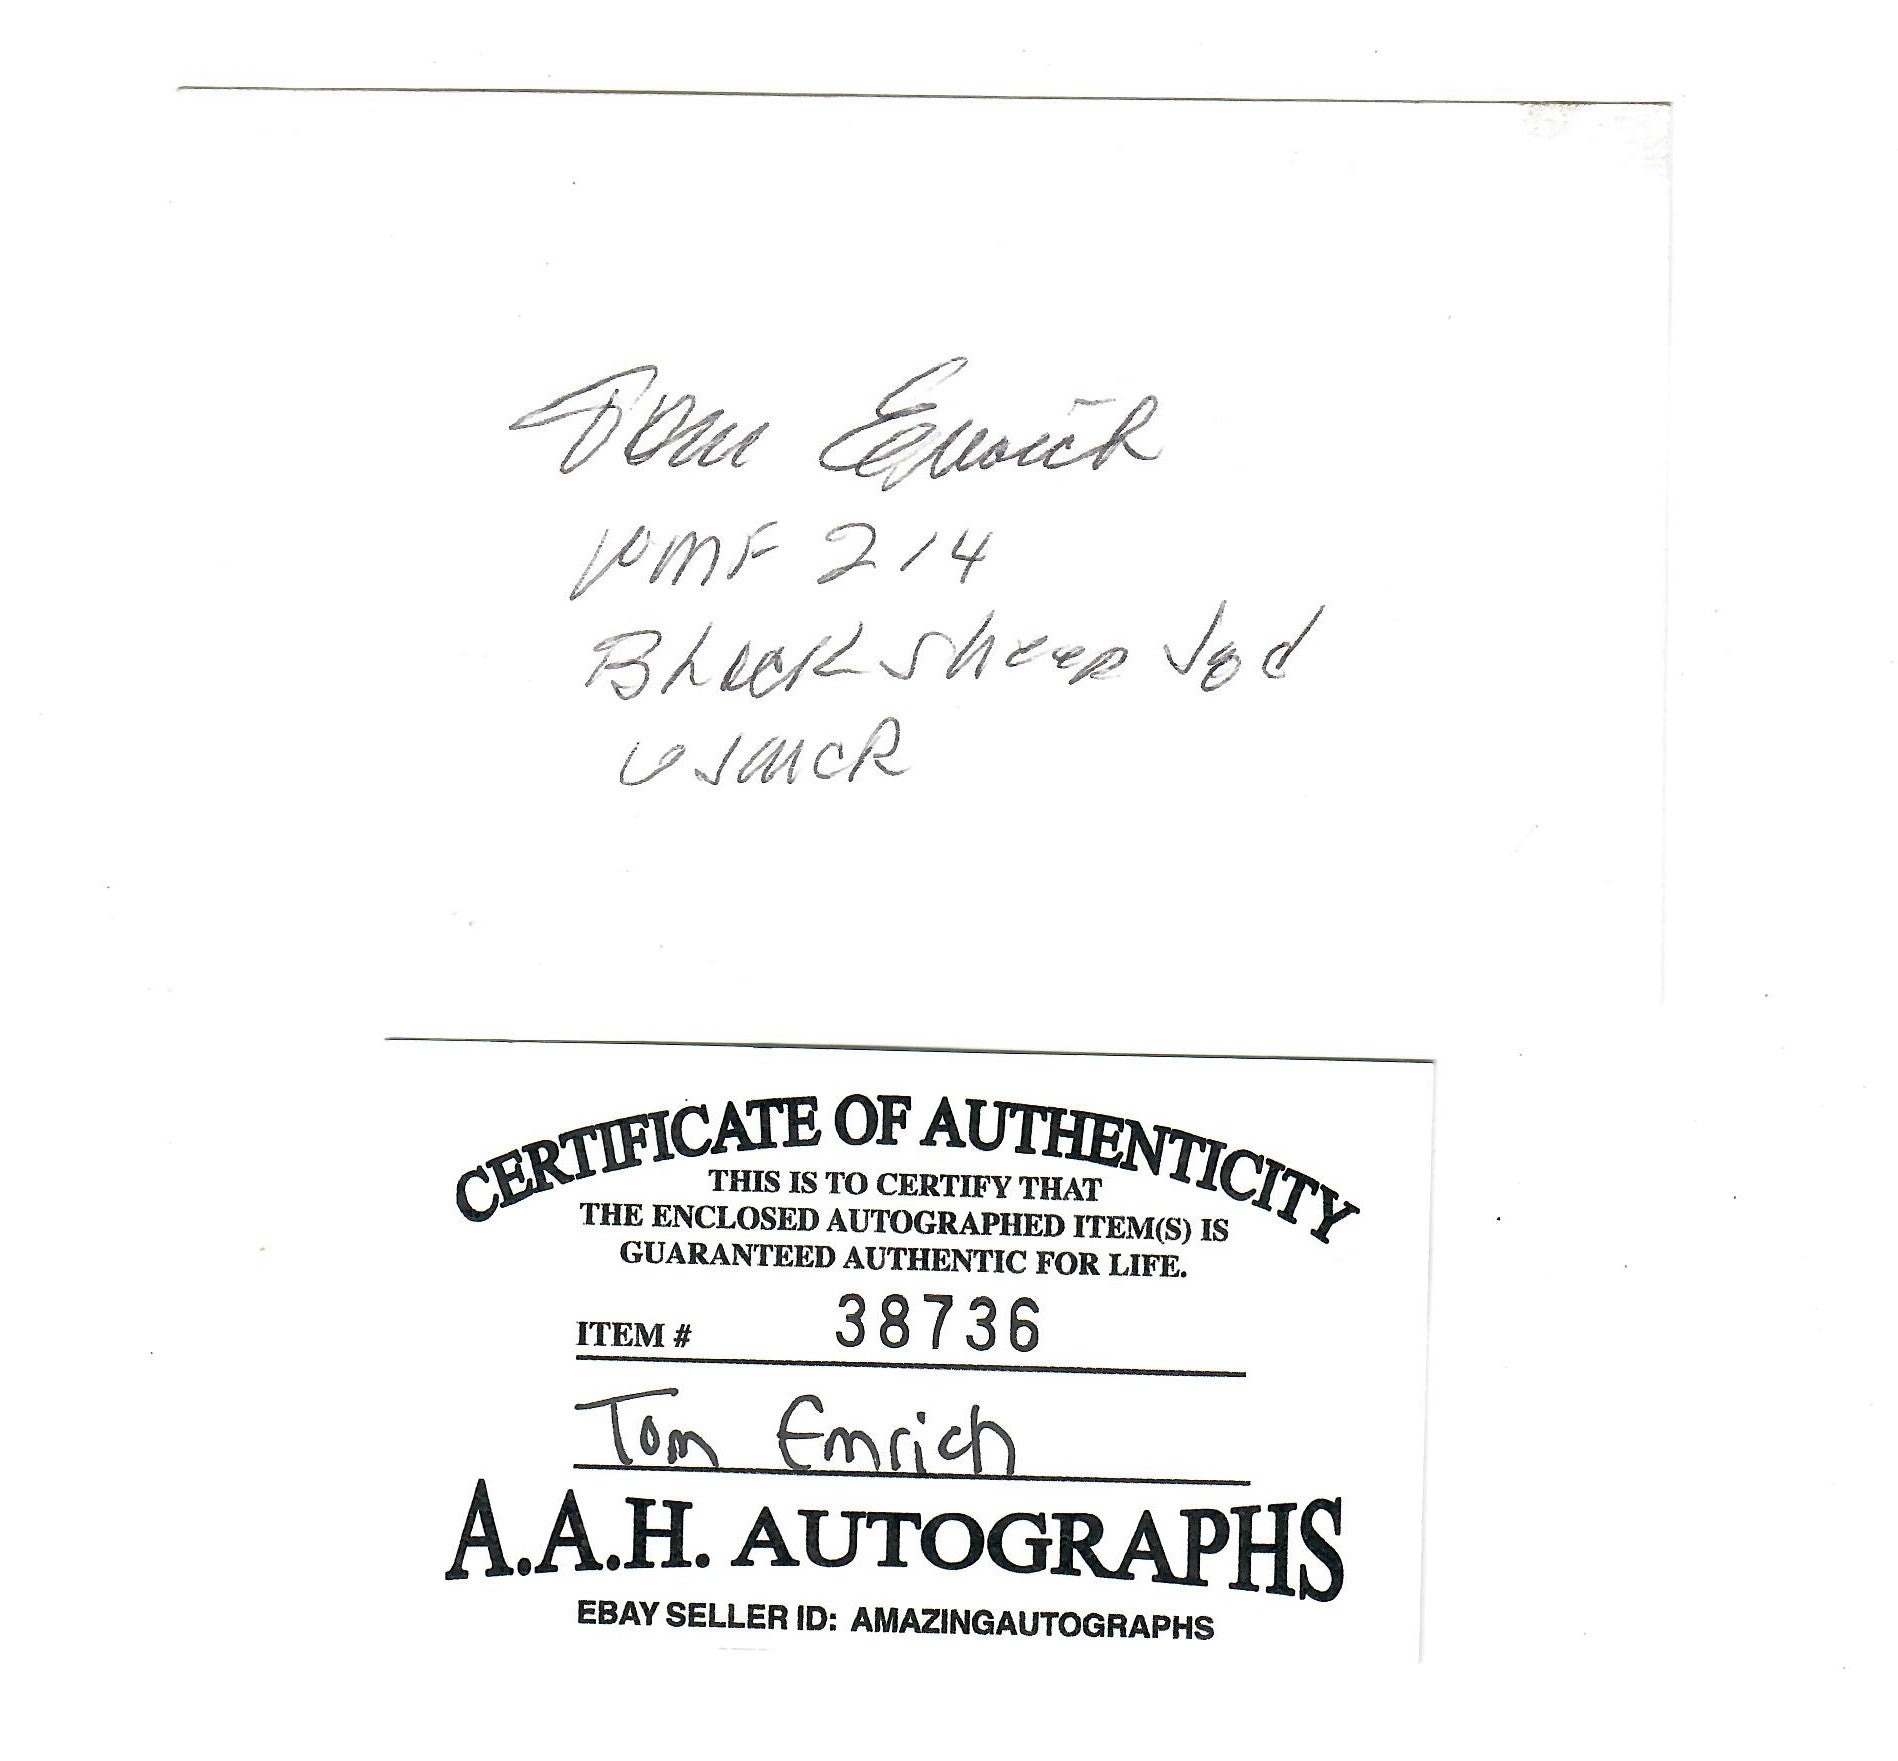 Tom Emrich
VMF 214
Black Sheep Sqd
USMCR
CERTIFICATE OF AUTHENTICITY
THIS IS TO CERTIFY THAT
THE ENCLOSED AUTOGRAPHED ITEM(S) IS
GUARANTEED AUTHENTIC FOR LIFE.
ITEM # 38736
Tom Emrich
A.A.H. AUTOGRAPHS
EBAY SELLER ID: AMAZINGAUTOGRAPHS